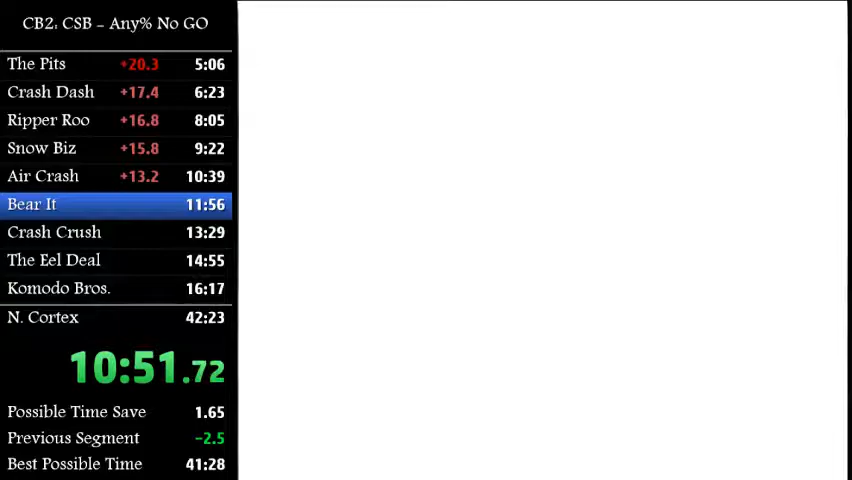 CB2: CSB – Any% No GO
The Pits +20.3 5:06
Crash Dash +17.4 6:23
Ripper Roo +16.8 8:05
Snow Biz +15.8 9:22
Air Crash +13.2 10:39
Bear It 11:56
Crash Crush 13:29
The Eel Deal 14:55
Komodo Bros. 16:17
N. Cortex 42:23
10:51.72
Possible Time Save 1.65
Previous Segment -2.5
Best Possible Time 41:28